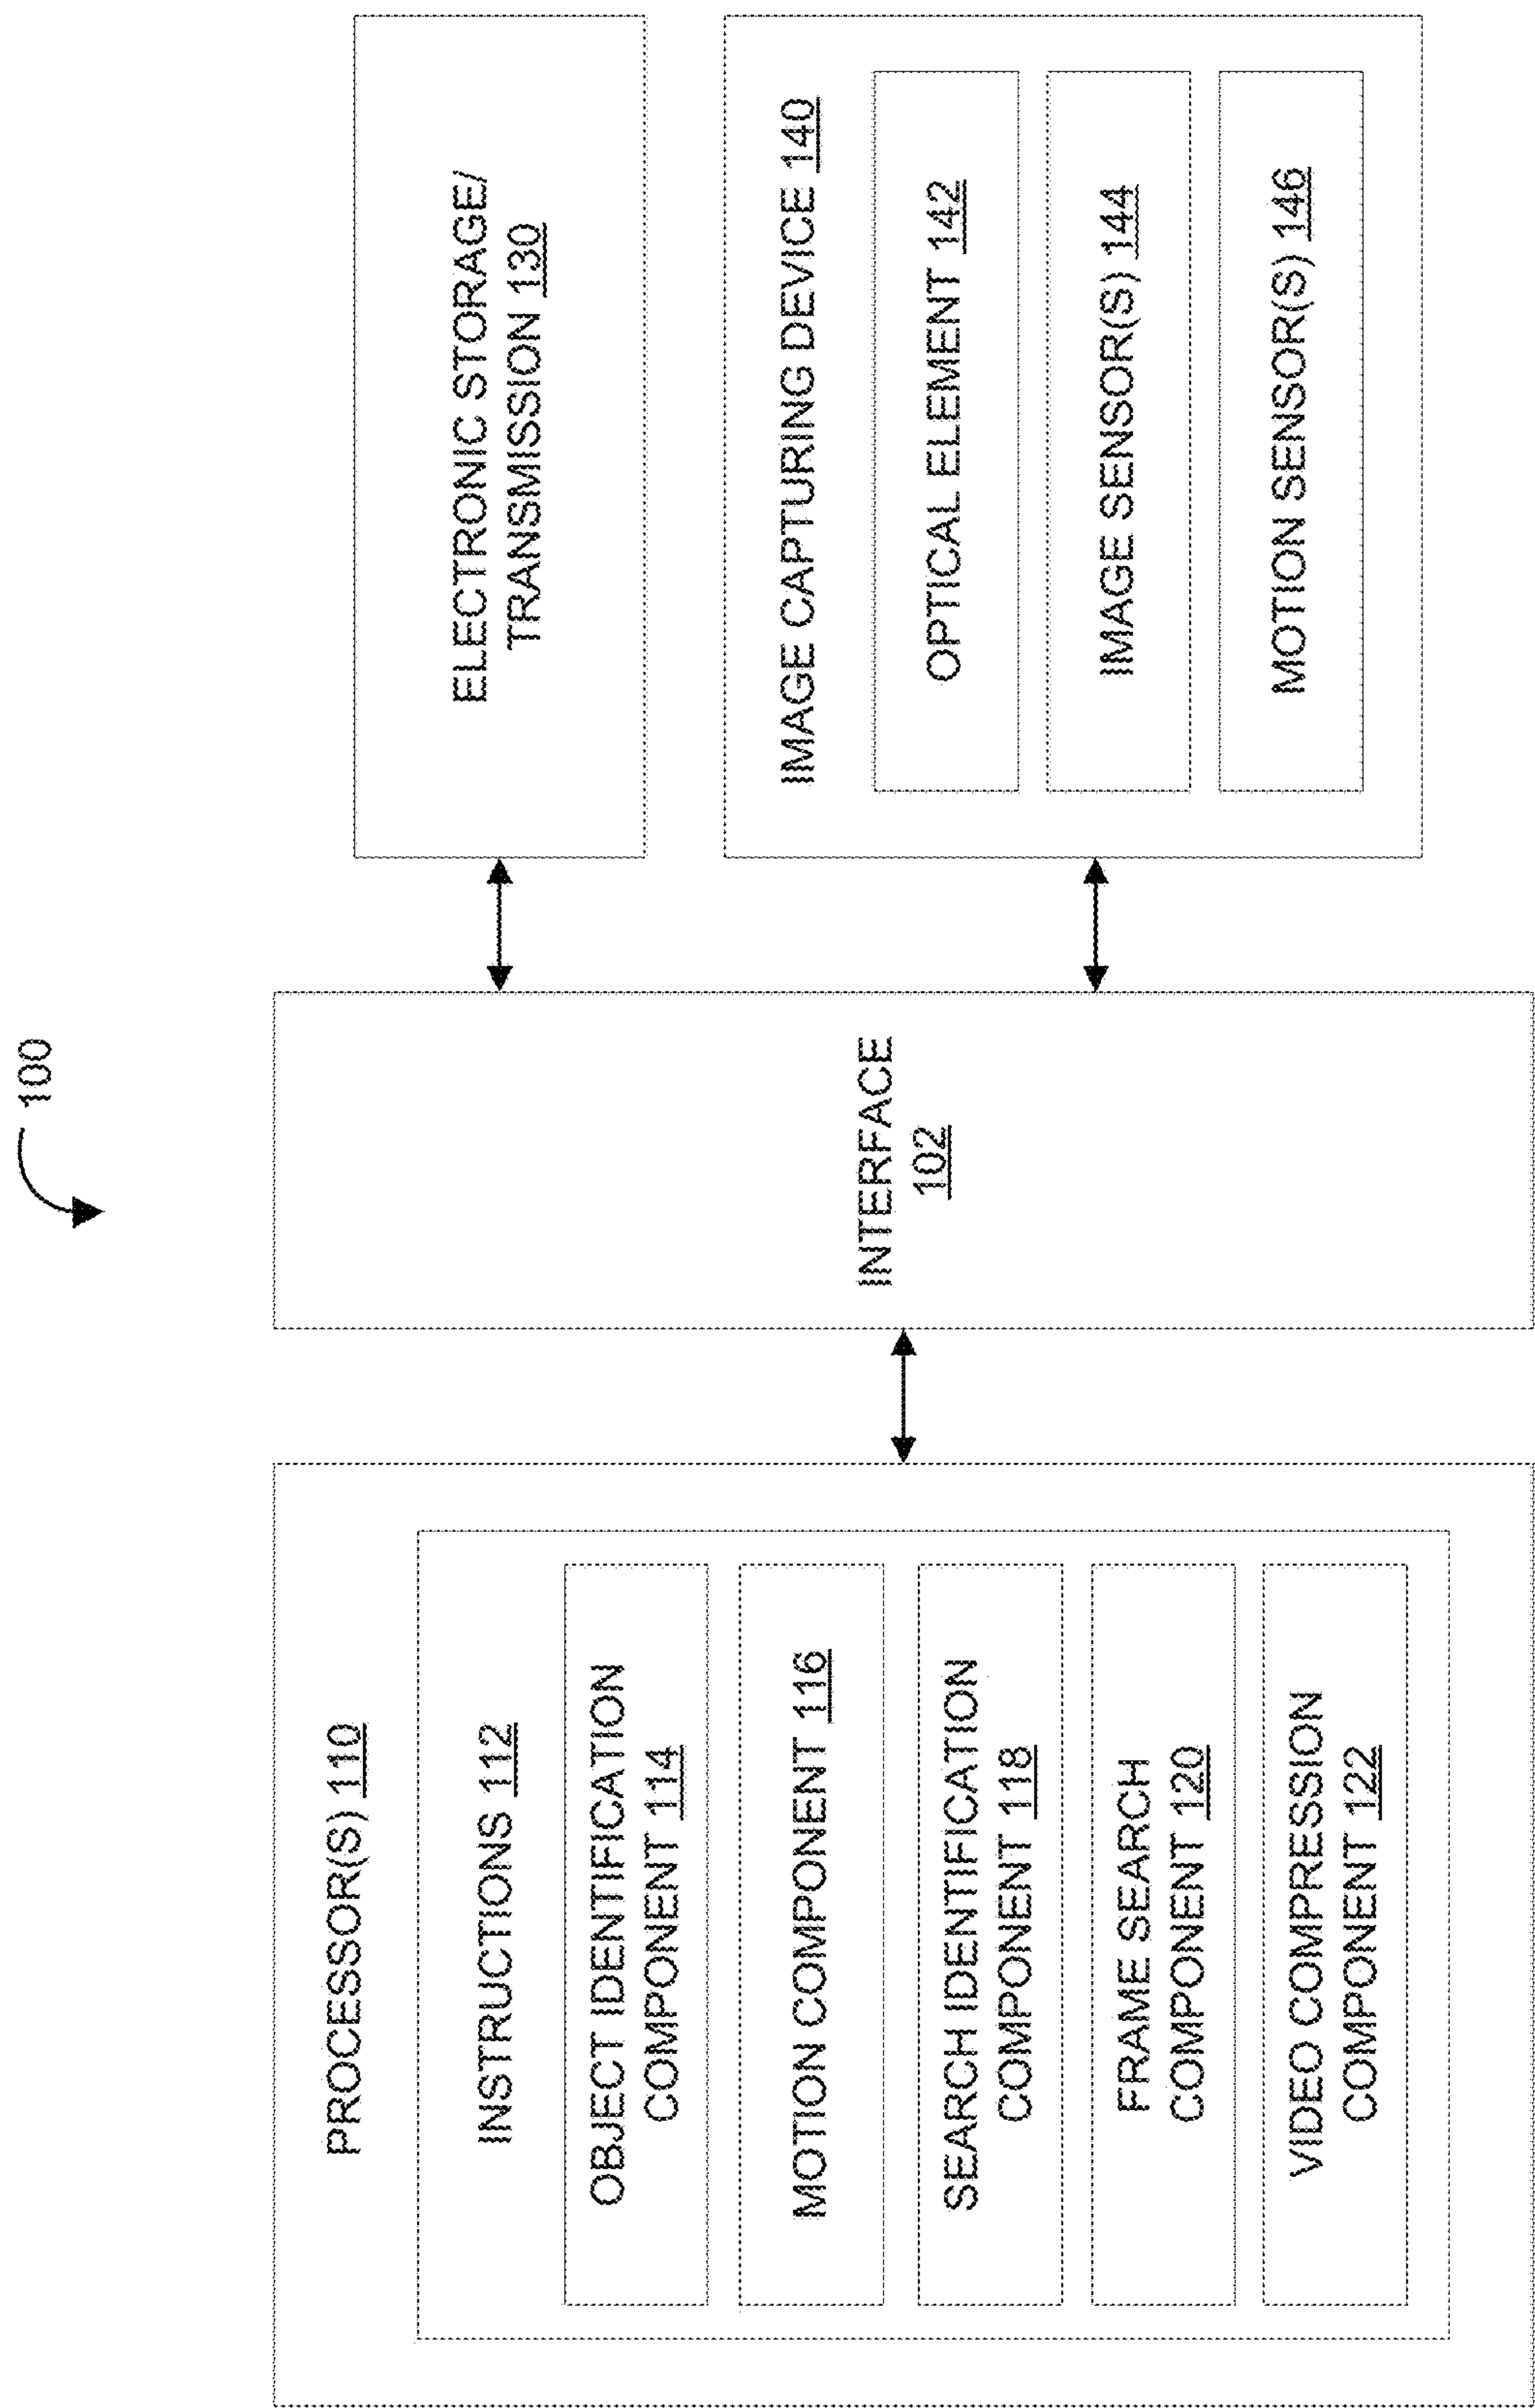 100
PROCESSOR(S) 110
INSTRUCTIONS 112
OBJECT IDENTIFICATION
COMPONENT 114
MOTION COMPONENT 116
SEARCH IDENTIFICATION
COMPONENT 118
FRAME SEARCH
COMPONENT 120
VIDEO COMPRESSION
COMPONENT 122
INTERFACE
102
ELECTRONIC STORAGE/
TRANSMISSION 130
IMAGE CAPTURING DEVICE 140
OPTICAL ELEMENT 142
IMAGE SENSOR(S) 144
MOTION SENSOR(S) 146